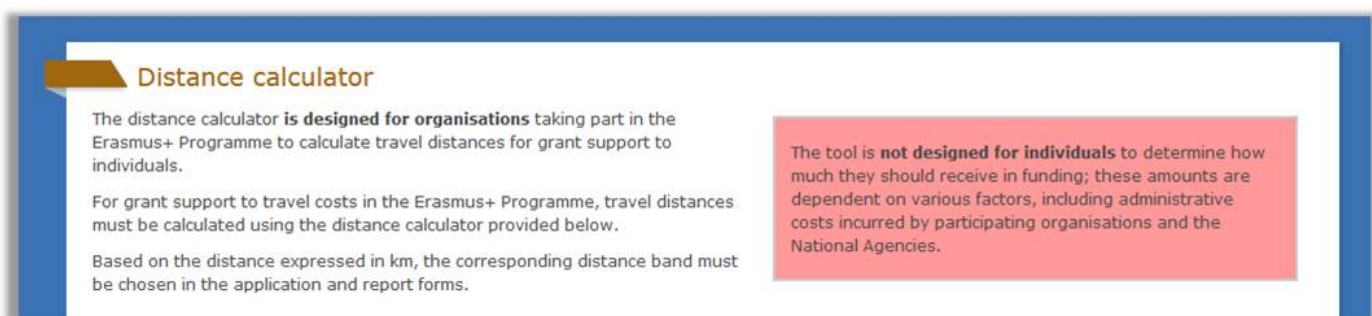 Distance calculator
The distance calculator is designed for organisations taking part in the
Erasmus+ Programme to calculate travel distances for grant support to
individuals.
For grant support to travel costs in the Erasmus+ Programme, travel distances
must be calculated using the distance calculator provided below.
Based on the distance expressed in km, the corresponding distance band must
be chosen in the application and report forms.
The tool is not designed for individuals to determine how
much they should receive in funding; these amounts are
dependent on various factors, including administrative
costs incurred by participating organisations and the
National Agencies.